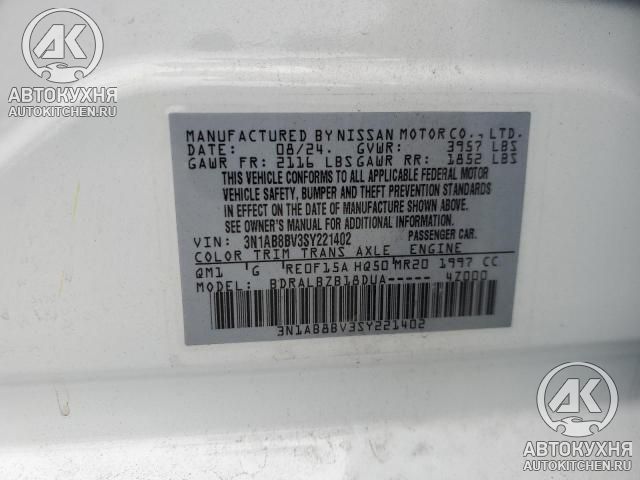 АК
АВТОКУХНЯ
AUTOKITCHEN.RU
MANUFACTURED BY NISSAN MOTOR CO., LTD.
DATE: 08/24. GVWR: 3957 LBS
GAWR FR: 2116 LBS GAWR RR: 1852 LBS
THIS VEHICLE CONFORMS TO ALL APPLICABLE FEDERAL MOTOR
VEHICLE SAFETY, BUMPER AND THEFT PREVENTION STANDARDS
IN EFFECT ON THE DATE OF MANUFACTURE SHOWN ABOVE.
SEE OWNER'S MANUAL FOR ADDITIONAL INFORMATION.
VIN: 3N1AB8BV3SY221402 PASSENGER CAR.
COLOR TRIM TRANS AXLE ENGINE
QM1 G RE0F15A HQ50 MR20 1997 CC
MODEL: BDRALBZB18DUA----- 4Z000
3N1AB8BV3SY221402
АК
АВТОКУХНЯ
AUTOKITCHEN.RU